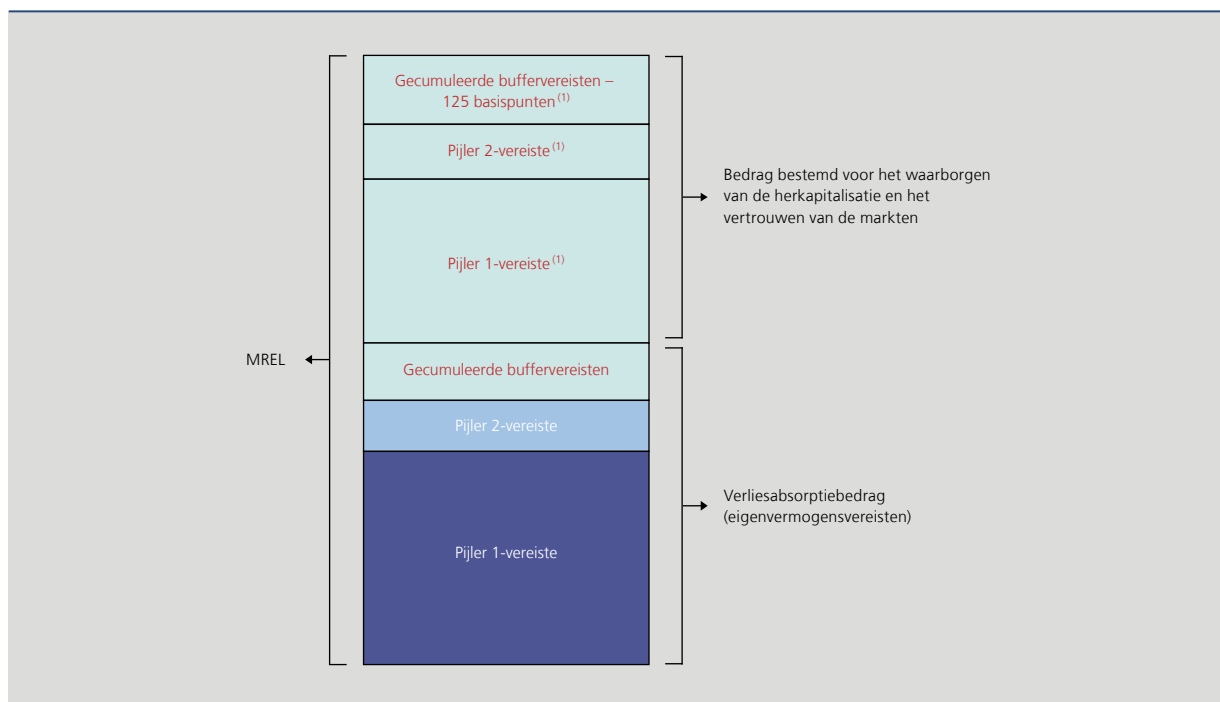 Gecumuleerde buffervereisten –
125 basispunten (1)
Pijler 2-vereiste (1)
Pijler 1-vereiste (1)
Bedrag bestemd voor het waarborgen
van de herkapitalisatie en het
vertrouwen van de markten
MREL
Gecumuleerde buffervereisten
Pijler 2-vereiste
Pijler 1-vereiste
Verliesabsorptiebedrag
(eigenvermogensvereisten)